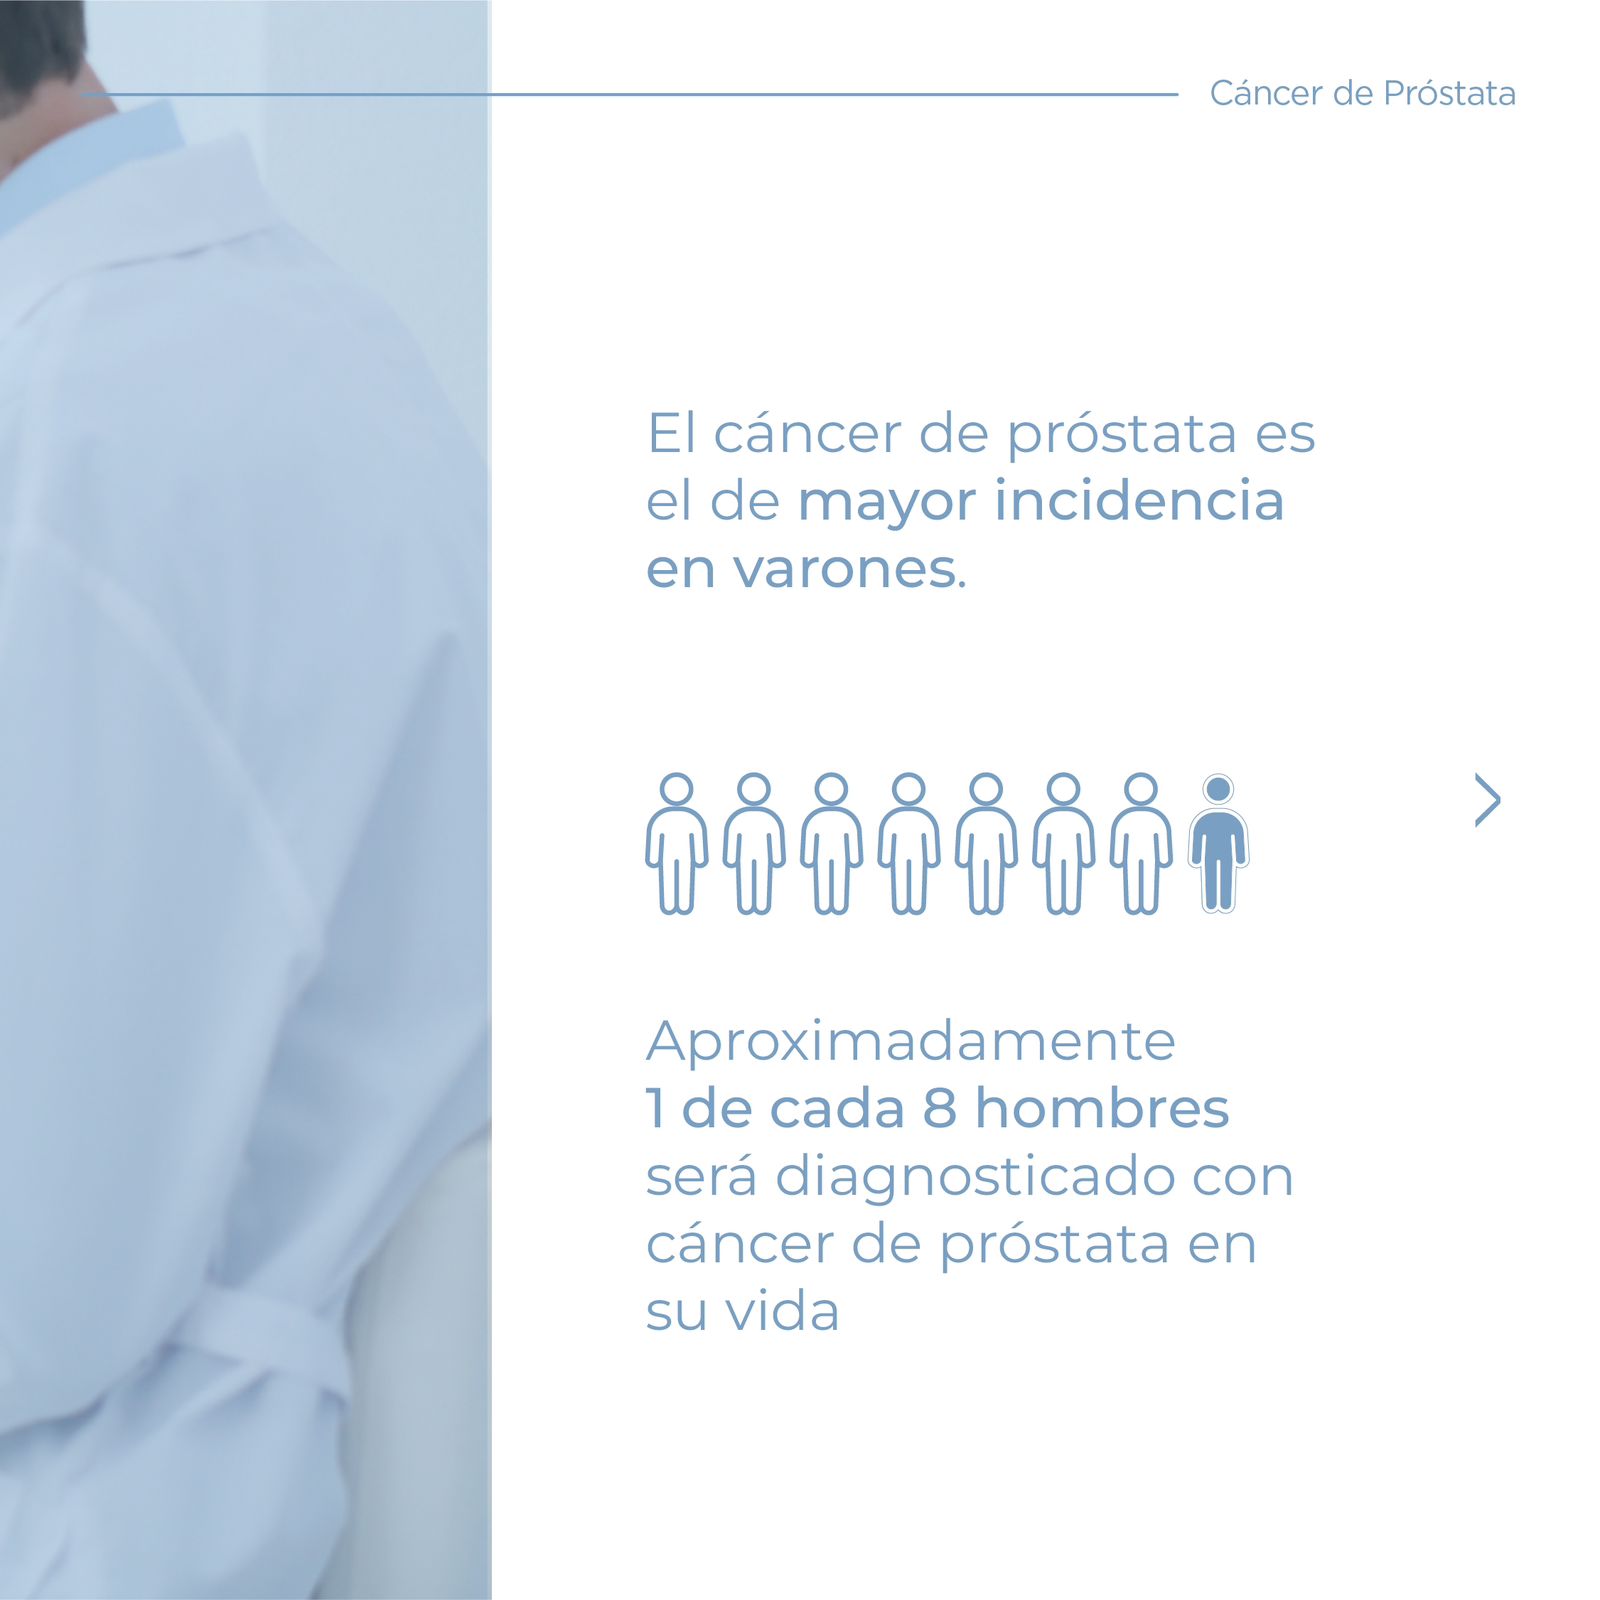 Cáncer de Próstata
El cáncer de próstata es
el de mayor incidencia
en varones.
Aproximadamente
1 de cada 8 hombres
será diagnosticado con
cáncer de próstata en
su vida